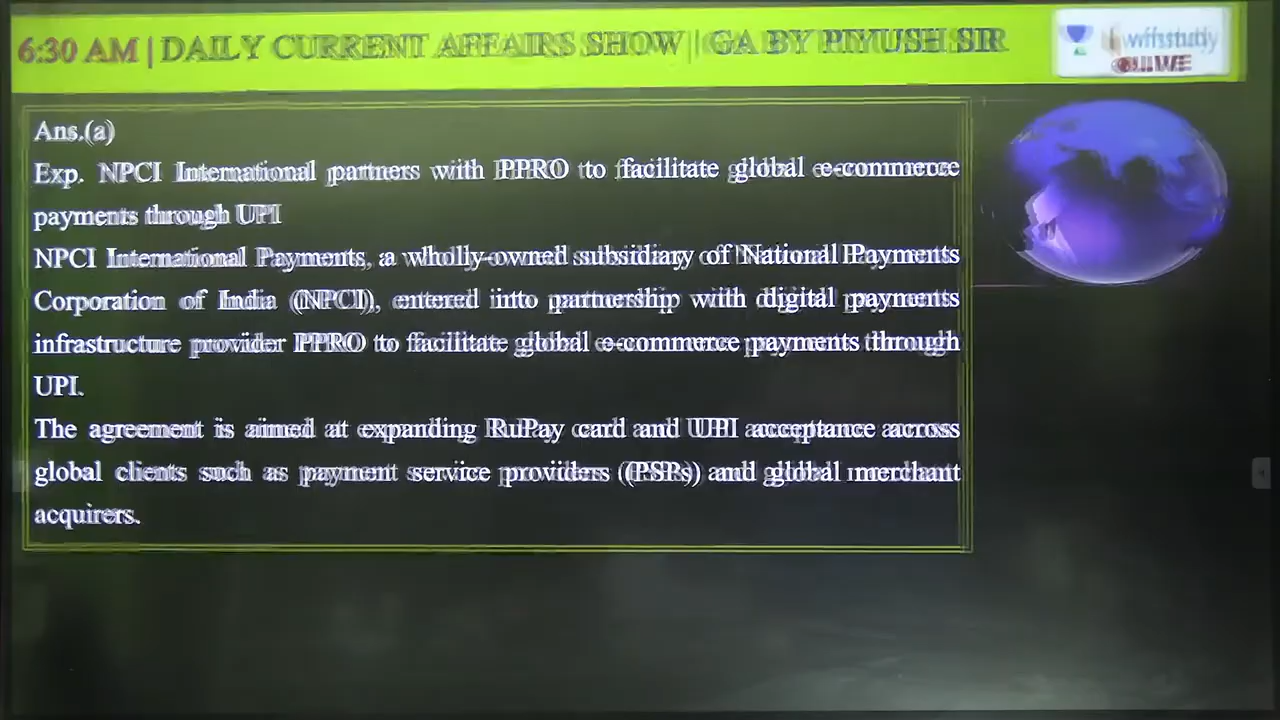 6:30 AM | DAILY CURRENT AFFAIRS SHOW | GA BY PIYUSH SIR
wifistudy
Ans.(a)
Exp. NPCI International partners with PPRO to facilitate global e-commerce
payments through UPI
NPCI International Payments, a wholly-owned subsidiary of National Payments
Corporation of India (NPCI), entered into partnership with digital payments
infrastructure provider PPRO to facilitate global e-commerce payments through
UPI.
The agreement is aimed at expanding RuPay card and UPI acceptance across
global clients such as payment service providers (PSPs) and global merchant
acquirers.